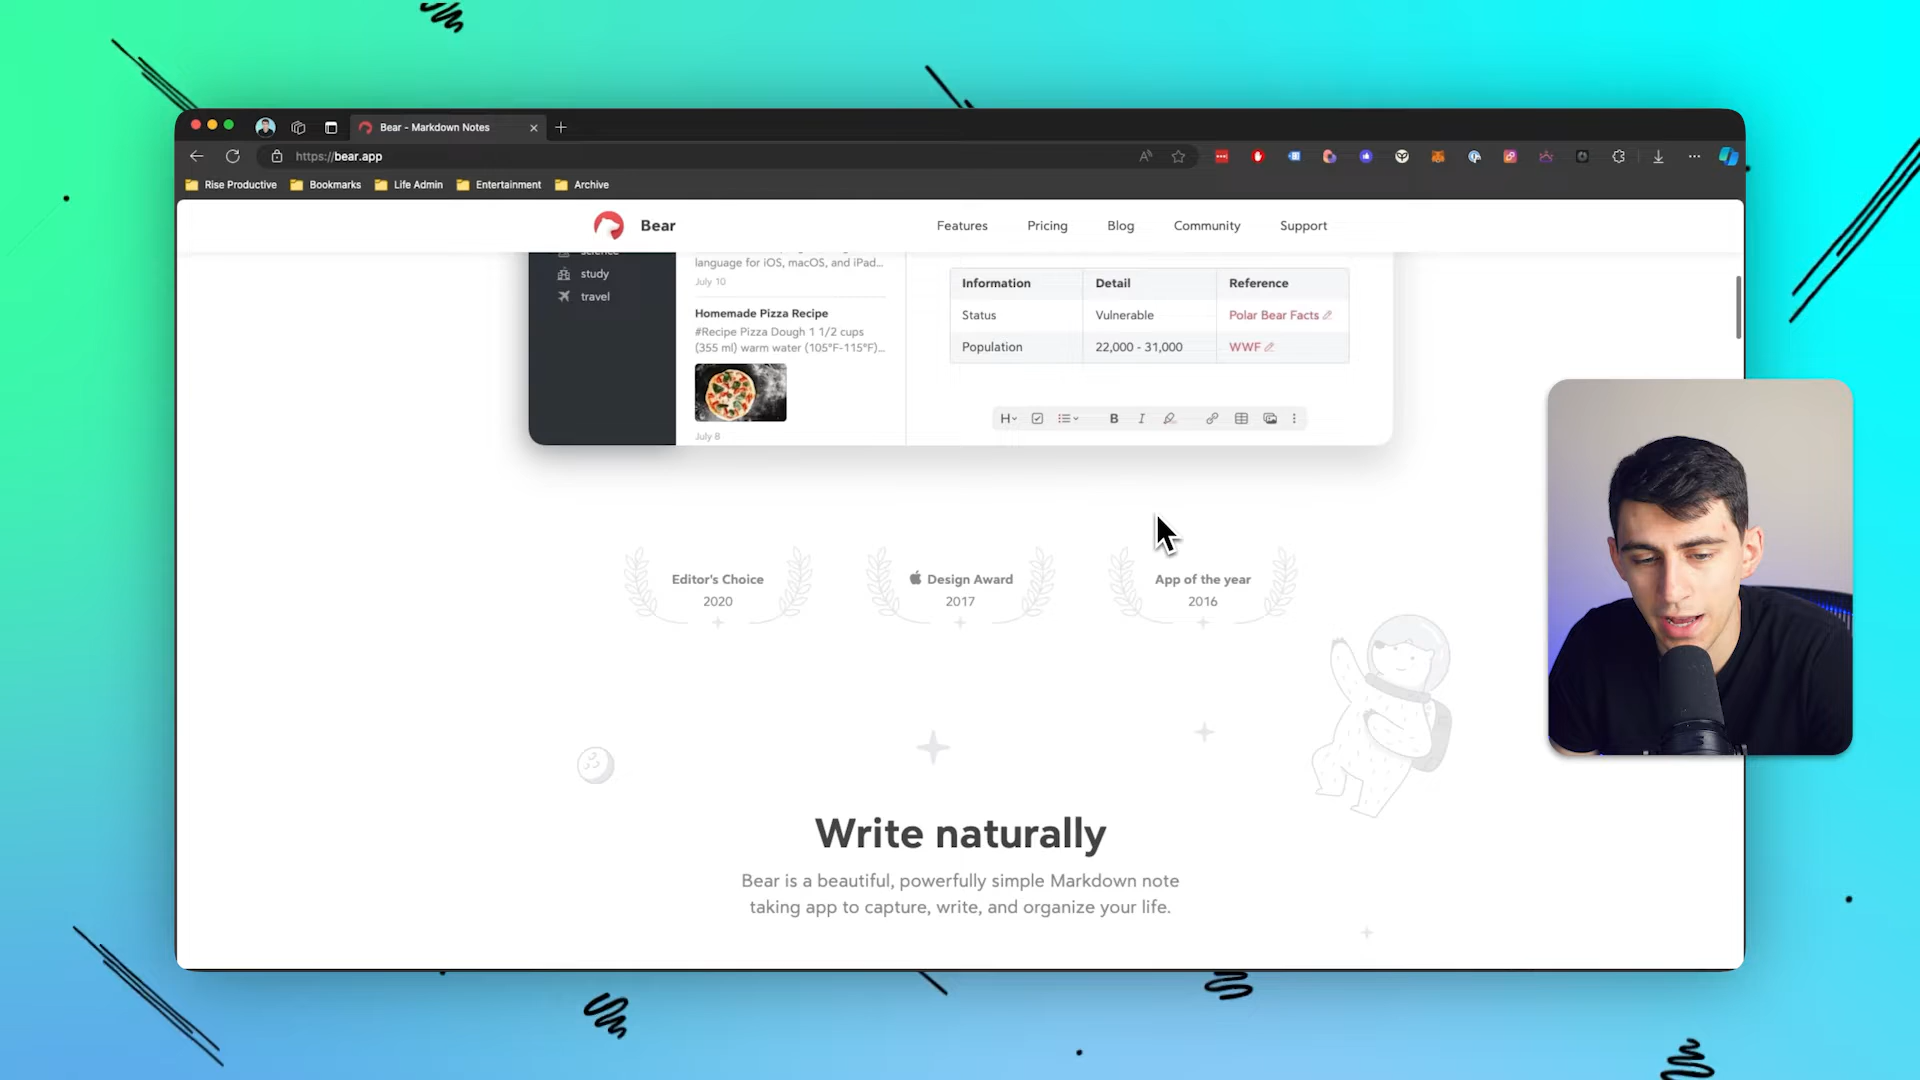 Bear - Markdown Notes
https://bear.app
Rise Productive
Bookmarks
Life Admin
Entertainment
Archive
Bear
Features
Pricing
Blog
Community
Support
study
travel
language for iOS, macOS, and iPad...
July 10
Homemade Pizza Recipe
#Recipe Pizza Dough 1 1/2 cups
(355 ml) warm water (105°F-115°F)...
July 8
Information Detail Reference
Status Vulnerable Polar Bear Facts
Population 22,000 - 31,000 WWF
H B I
Editor's Choice
2020
Design Award
2017
App of the year
2016
Write naturally
Bear is a beautiful, powerfully simple Markdown note
taking app to capture, write, and organize your life.